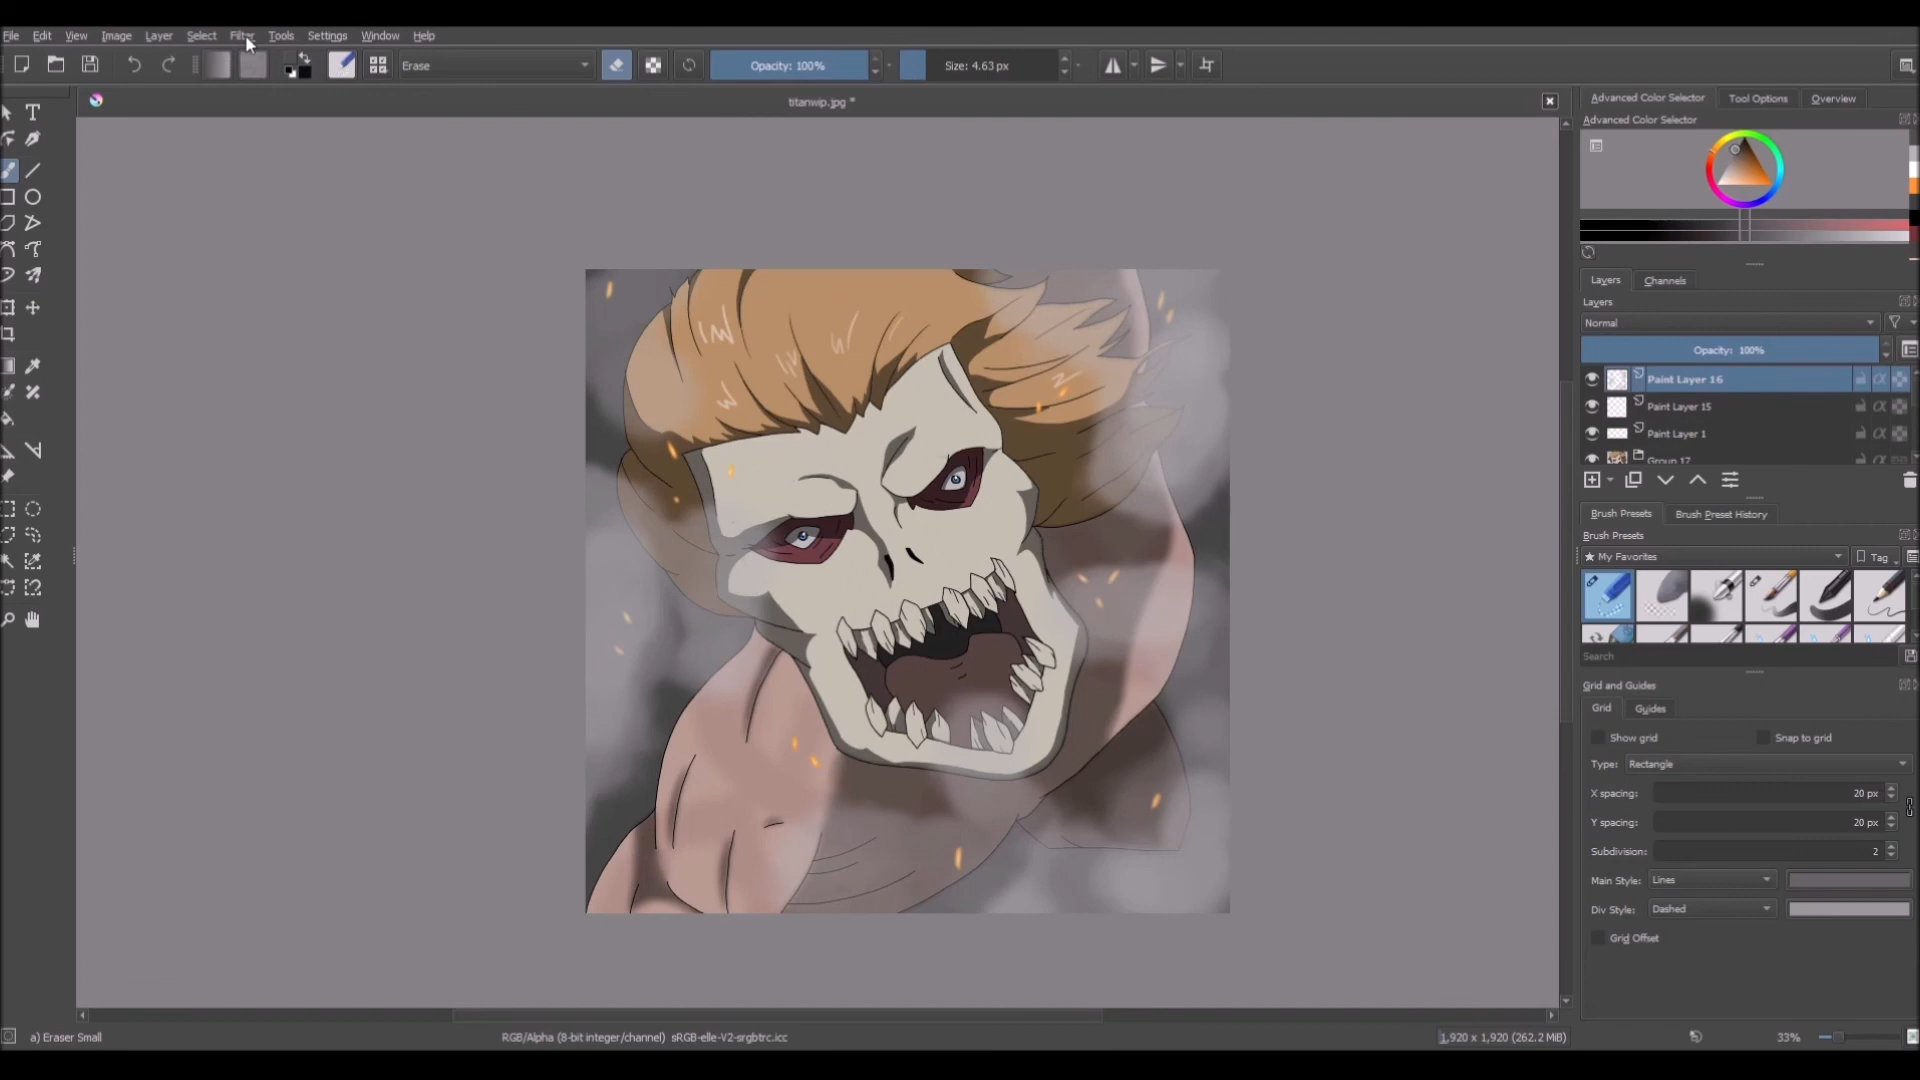 File Edit View Image Layer Select Filter Tools Settings Window Help
Erase Opacity: 100% Size: 4.63 px
titanwip.jpg *
Advanced Color Selector Tool Options Overview
Advanced Color Selector
Layers Channels
Layers
Normal
Opacity: 100%
Paint Layer 16
Paint Layer 15
Paint Layer 1
Group 17
Brush Presets Brush Preset History
Brush Presets
★ My Favorites Tag
Search
Grid and Guides
Grid Guides
Show grid Snap to grid
Type: Rectangle
X spacing: 20 px
Y spacing: 20 px
Subdivision: 2
Main Style: Lines
Div Style: Dashed
Grid Offset
a) Eraser Small RGB/Alpha (8-bit integer/channel) sRGB-elle-V2-srgbtrc.icc 1,920 x 1,920 (262.2 MiB) 33%